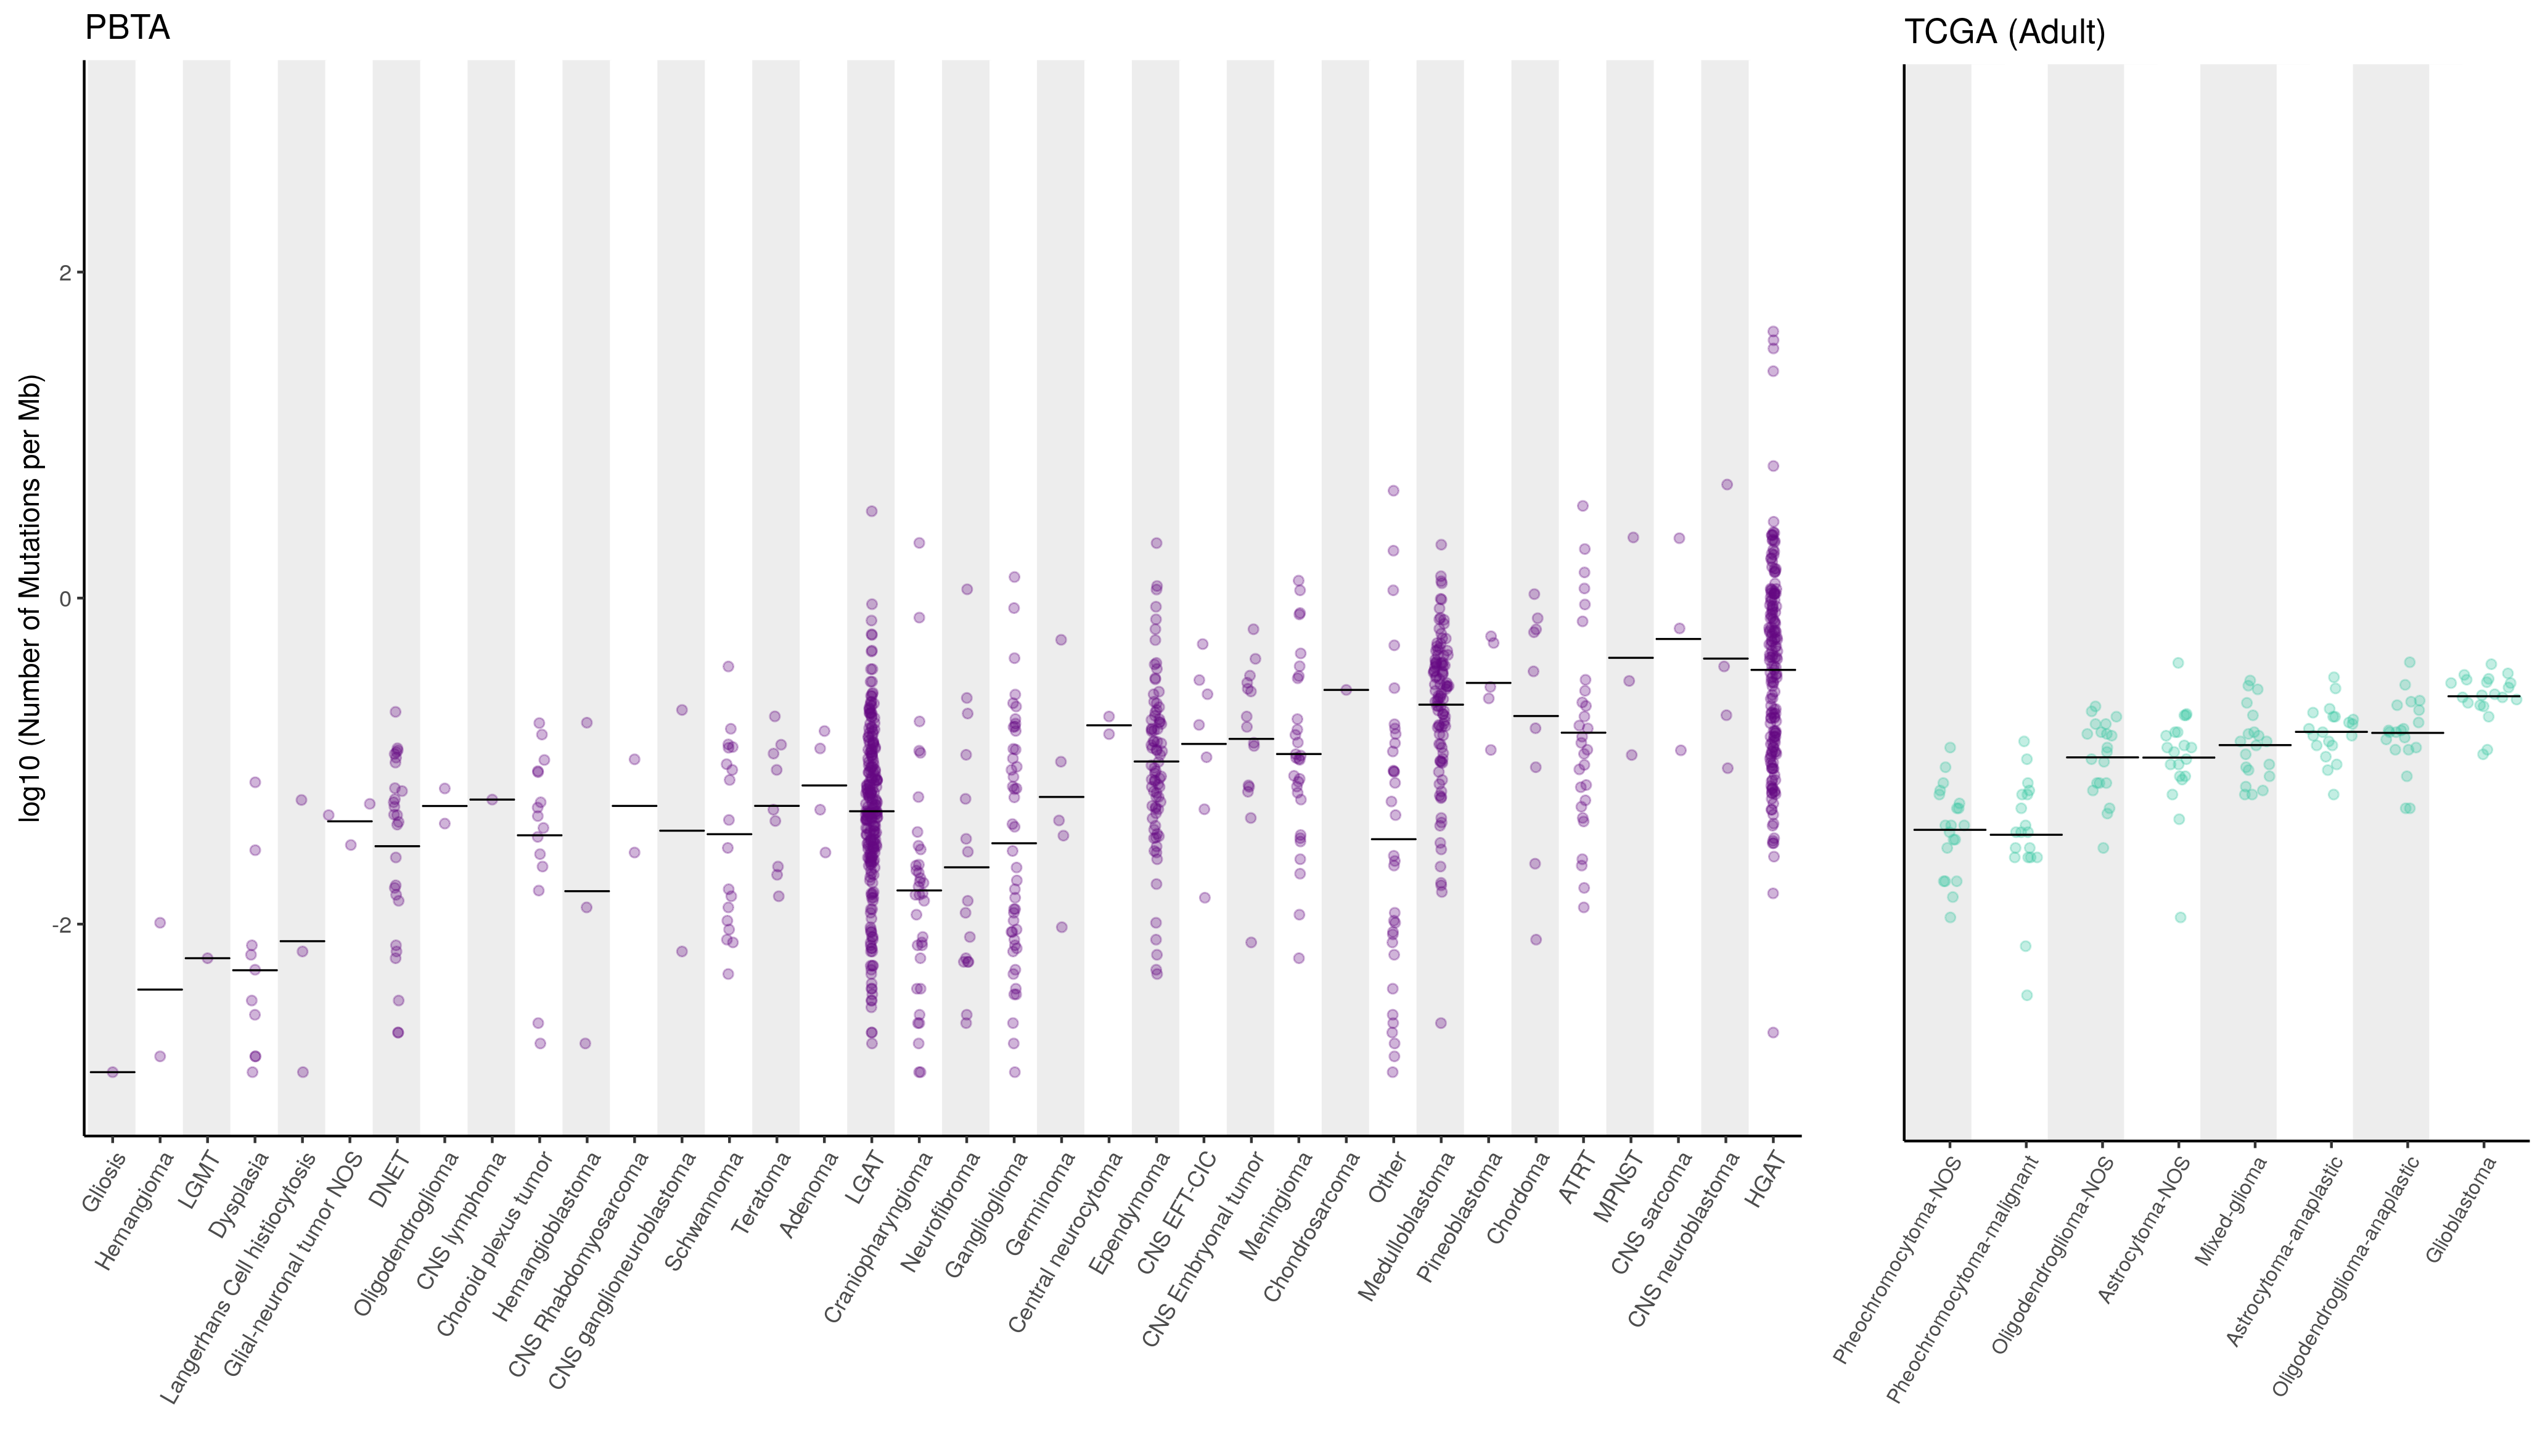 PBTA
TCGA (Adult)
log10 (Number of Mutations per Mb)
2
0
-2
Gliosis
Hemangioma
LGMT
Dysplasia
Langerhans Cell histiocytosis
Glial-neuronal tumor NOS
DNET
Oligodendroglioma
CNS lymphoma
Choroid plexus tumor
Hemangioblastoma
CNS Rhabdomyosarcoma
CNS ganglioneuroblastoma
Schwannoma
Teratoma
Adenoma
LGAT
Craniopharyngioma
Neurofibroma
Ganglioglioma
Germinoma
Central neurocytoma
Ependymoma
CNS EFT-CIC
CNS Embryonal tumor
Meningioma
Chondrosarcoma
Other
Medulloblastoma
Pineoblastoma
Chordoma
ATRT
MPNST
CNS sarcoma
CNS neuroblastoma
HGAT
Pheochromocytoma-NOS
Pheochromocytoma-malignant
Oligodendroglioma-NOS
Astrocytoma-NOS
Mixed-glioma
Astrocytoma-anaplastic
Oligodendroglioma-anaplastic
Glioblastoma